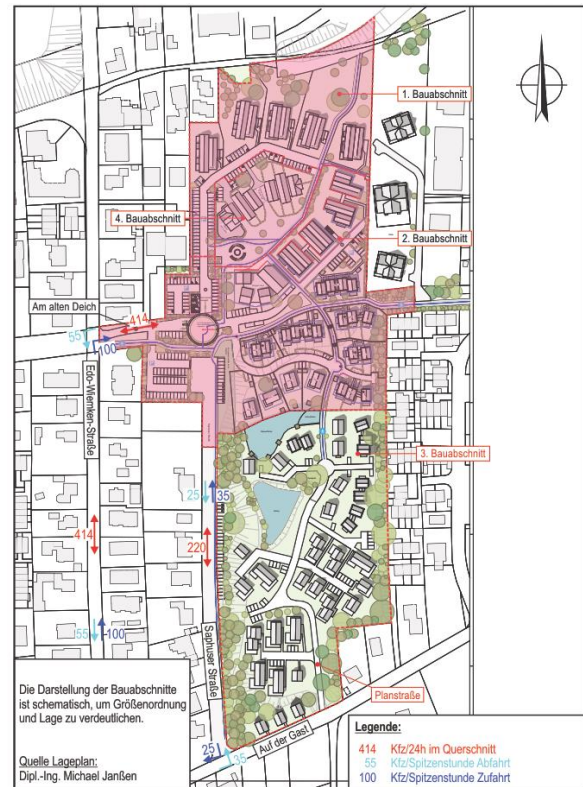 1. Bauabschnitt
4. Bauabschnitt
2. Bauabschnitt
Am alten Deich
414
55
100
Edo-Wiemken-Straße
3. Bauabschnitt
25
35
414
220
55
100
Saphuser Straße
Planstraße
Auf der Gast
25
35
Die Darstellung der Bauabschnitte
ist schematisch, um Größenordnung
und Lage zu verdeutlichen.
Quelle Lageplan:
Dipl.-Ing. Michael Janßen
Legende:
414 Kfz/24h im Querschnitt
55 Kfz/Spitzenstunde Abfahrt
100 Kfz/Spitzenstunde Zufahrt